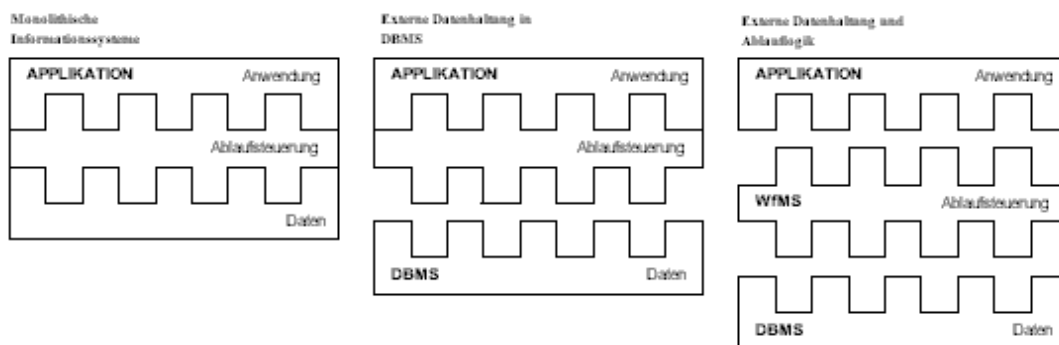 Monolithische
Informationssysteme
APPLIKATION Anwendung
Ablaufsteuerung
Daten
Externe Datenhaltung in
DBMS
APPLIKATION Anwendung
Ablaufsteuerung
DBMS Daten
Externe Datenhaltung und
Ablauflogik
APPLIKATION Anwendung
WfMS Ablaufsteuerung
DBMS Daten